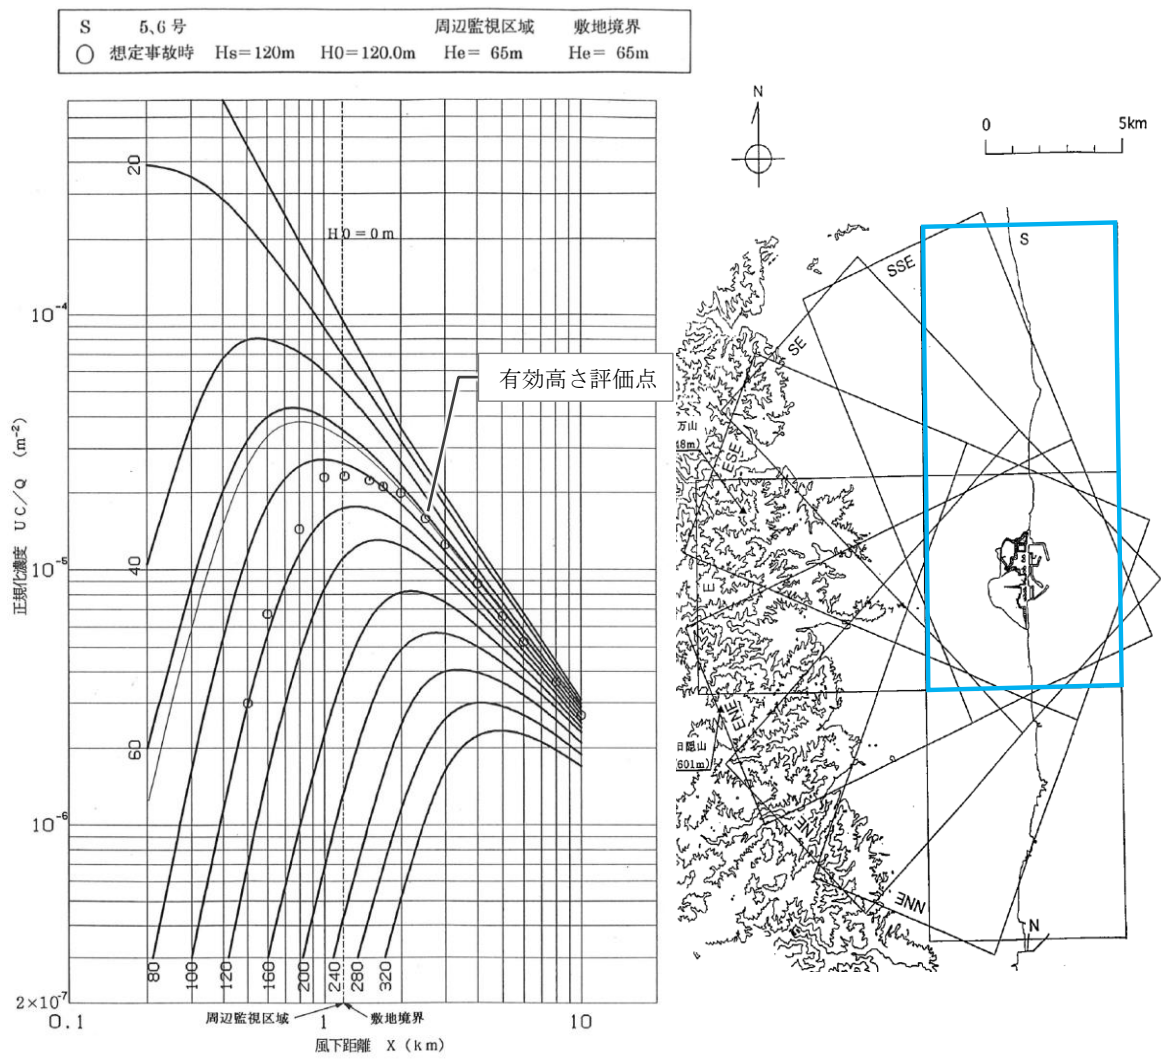 S 5,6号 周辺監視区域 敷地境界
○ 想定事故時 Hs=120m H0=120.0m He= 65m He= 65m
20
H0=0m
10⁻⁴
有効高さ評価点
正規化濃度 UC/Q (m⁻²)
10⁻⁵
40
60
10⁻⁶
80
100
120
160
200
240
280
320
2×10⁻⁷
周辺監視区域
敷地境界
0.1
1
10
風下距離 X (km)
N
0
5km
S
SSE
SE
ESE
万山
E
ENE
日隠山
(601m)
NE
NNE
N